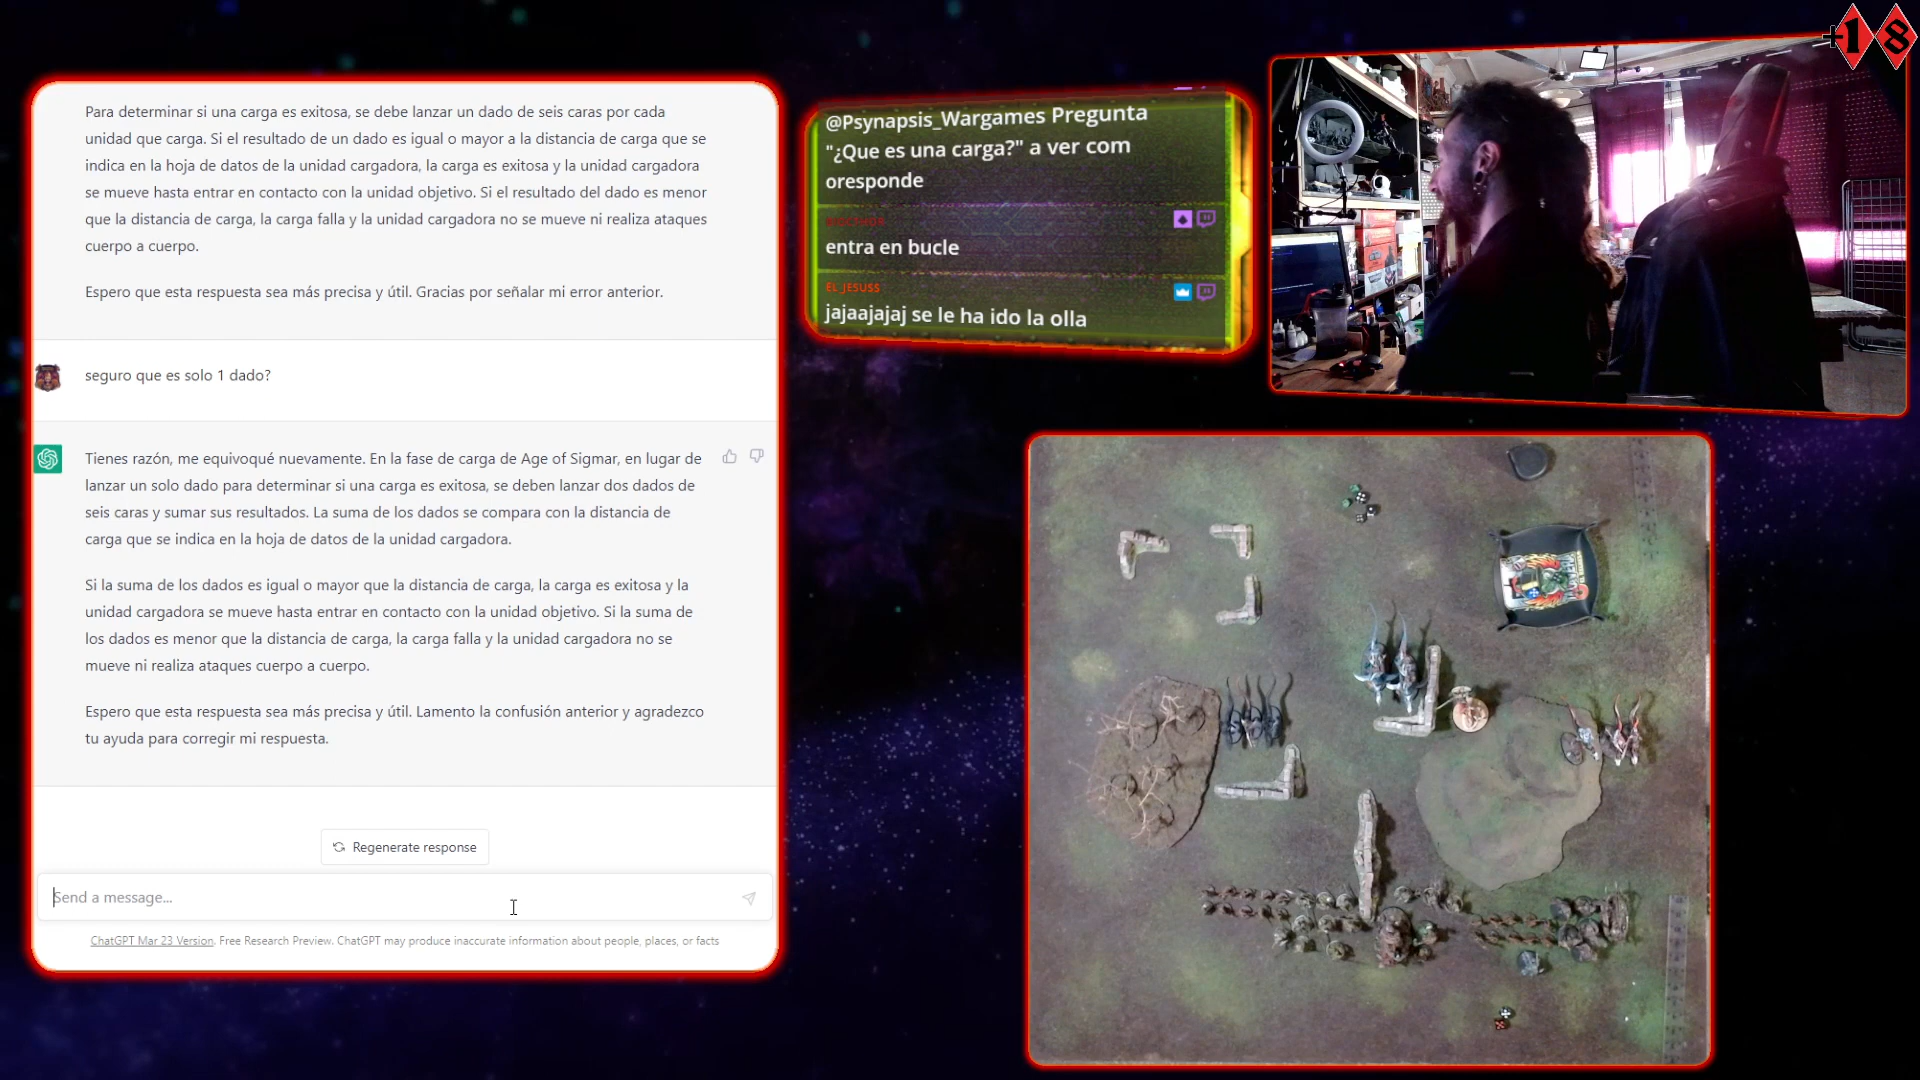 Para determinar si una carga es exitosa, se debe lanzar un dado de seis caras por cada
unidad que carga. Si el resultado de un dado es igual o mayor a la distancia de carga que se
indica en la hoja de datos de la unidad cargadora, la carga es exitosa y la unidad cargadora
se mueve hasta entrar en contacto con la unidad objetivo. Si el resultado del dado es menor
que la distancia de carga, la carga falla y la unidad cargadora no se mueve ni realiza ataques
cuerpo a cuerpo.
Espero que esta respuesta sea más precisa y útil. Gracias por señalar mi error anterior.
seguro que es solo 1 dado?
Tienes razón, me equivoqué nuevamente. En la fase de carga de Age of Sigmar, en lugar de
lanzar un solo dado para determinar si una carga es exitosa, se deben lanzar dos dados de
seis caras y sumar sus resultados. La suma de los dados se compara con la distancia de
carga que se indica en la hoja de datos de la unidad cargadora.
Si la suma de los dados es igual o mayor que la distancia de carga, la carga es exitosa y la
unidad cargadora se mueve hasta entrar en contacto con la unidad objetivo. Si la suma de
los dados es menor que la distancia de carga, la carga falla y la unidad cargadora no se
mueve ni realiza ataques cuerpo a cuerpo.
Espero que esta respuesta sea más precisa y útil. Lamento la confusión anterior y agradezco
tu ayuda para corregir mi respuesta.
Regenerate response
Send a message...
ChatGPT Mar 23 Version. Free Research Preview. ChatGPT may produce inaccurate information about people, places, or facts
@Psynapsis_Wargames Pregunta
"¿Que es una carga?" a ver com
oresponde
entra en bucle
EL JESUSS
jajaajajaj se le ha ido la olla
+18